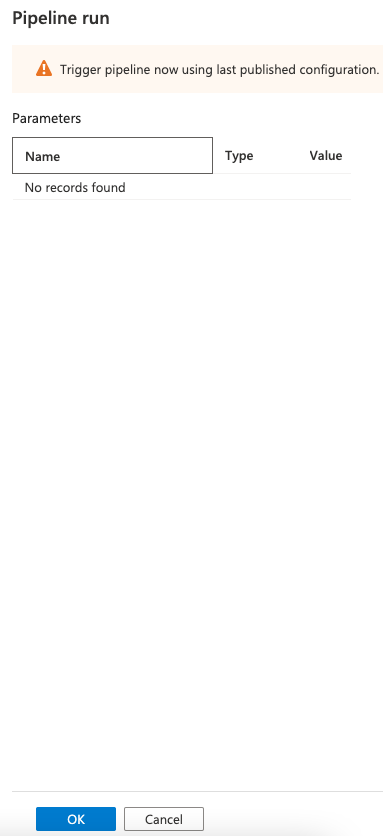 Pipeline run
Trigger pipeline now using last published configuration.
Parameters
Name Type Value
No records found
OK Cancel